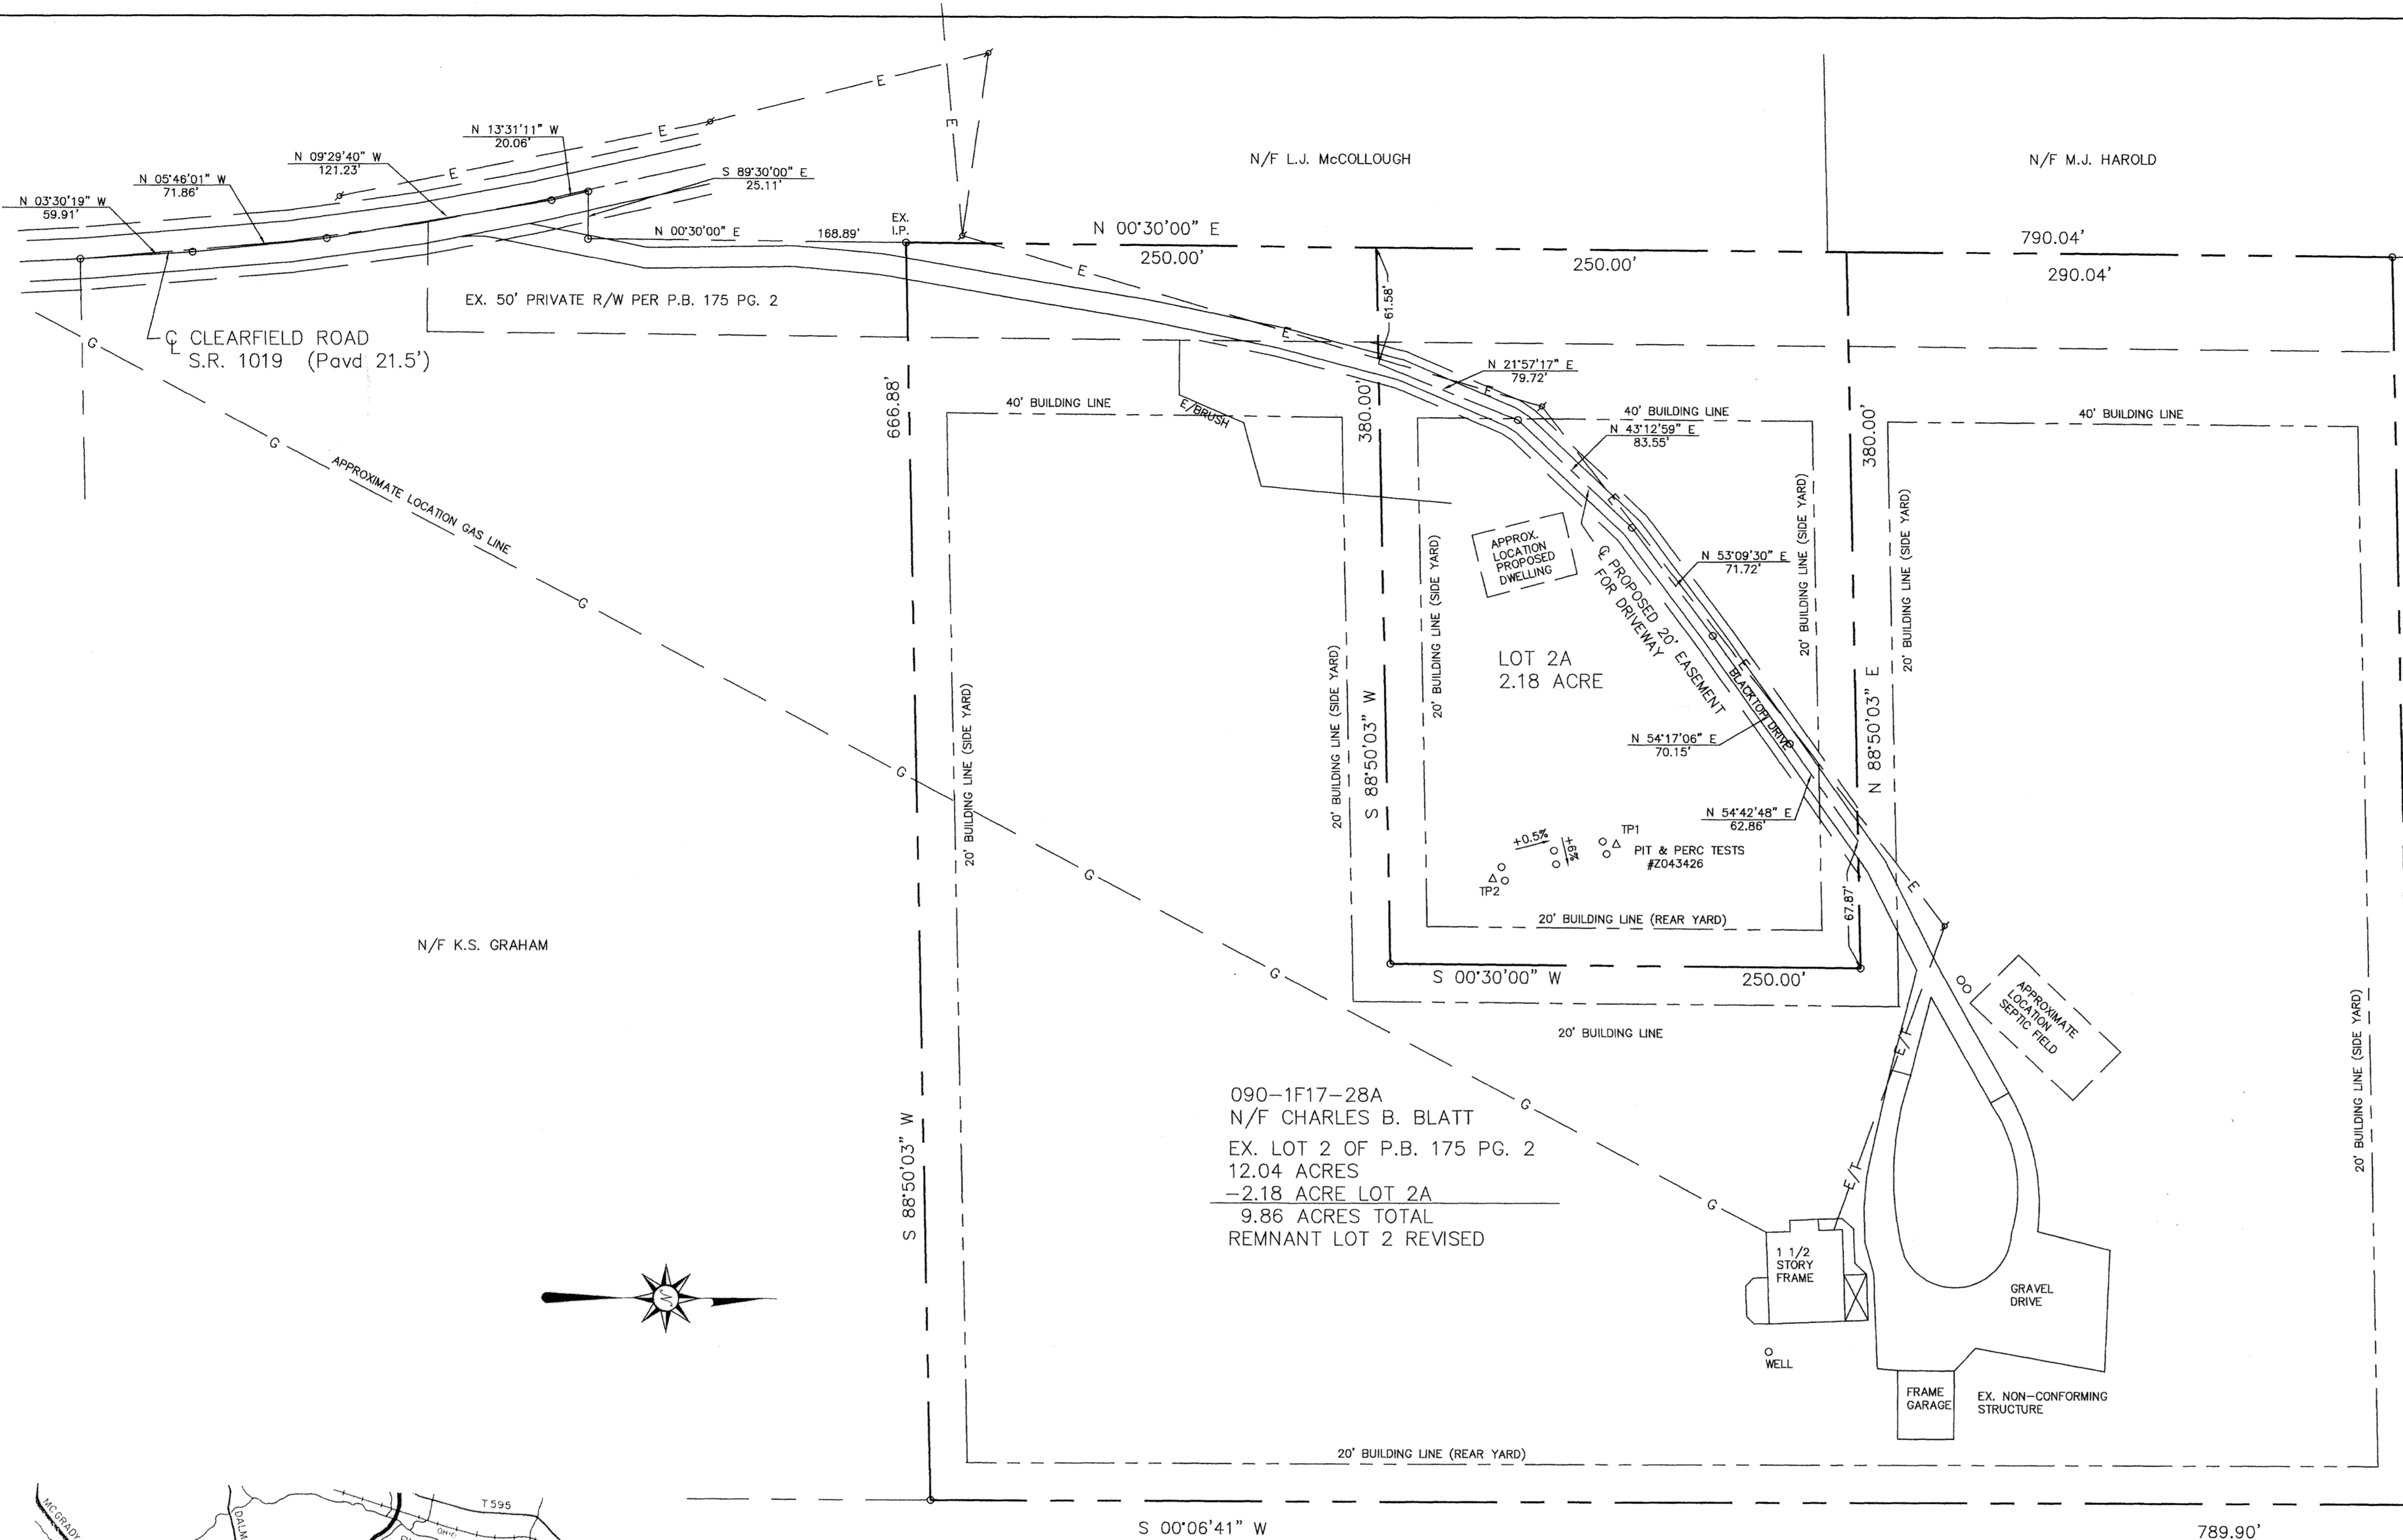 N 13°31'11" W
20.06'
N 09°29'40" W
121.23'
N 05°46'01" W
71.86'
N 03°30'19" W
59.91'
S 89°30'00" E
25.11'
N 00°30'00" E
168.89'
EX.
I.P.
E
E
E
E
N/F L.J. McCOLLOUGH
N/F M.J. HAROLD
N 00°30'00" E
250.00'
250.00'
790.04'
290.04'
EX. 50' PRIVATE R/W PER P.B. 175 PG. 2
℄ CLEARFIELD ROAD
S.R. 1019 (Pavd 21.5')
G
G
APPROXIMATE LOCATION GAS LINE
G
G
G
G
G
G
E
E
61.58'
N 21°57'17" E
79.72'
E
666.88'
380.00'
380.00'
40' BUILDING LINE
E/BRUSH
40' BUILDING LINE
40' BUILDING LINE
N 43°12'59" E
83.55'
E
APPROX.
LOCATION
PROPOSED
DWELLING
℄ PROPOSED 20' EASEMENT
FOR DRIVEWAY
N 53°09'30" E
71.72'
20' BUILDING LINE (SIDE YARD)
20' BUILDING LINE (SIDE YARD)
20' BUILDING LINE (SIDE YARD)
20' BUILDING LINE (SIDE YARD)
20' BUILDING LINE (SIDE YARD)
LOT 2A
2.18 ACRE
E
BLACKTOP DRIVE
S 88°50'03" W
N 88°50'03" E
N 54°17'06" E
70.15'
N 54°42'48" E
62.86'
+0.5%
+6%
TP1
PIT & PERC TESTS
#Z043426
TP2
67.87'
E
20' BUILDING LINE (REAR YARD)
S 00°30'00" W
250.00'
20' BUILDING LINE
N/F K.S. GRAHAM
APPROXIMATE
LOCATION
SEPTIC FIELD
E/T
E/T
20' BUILDING LINE (SIDE YARD)
090-1F17-28A
N/F CHARLES B. BLATT
EX. LOT 2 OF P.B. 175 PG. 2
12.04 ACRES
-2.18 ACRE LOT 2A
9.86 ACRES TOTAL
REMNANT LOT 2 REVISED
S 88°50'03" W
N
1 1/2
STORY
FRAME
GRAVEL
DRIVE
WELL
FRAME
GARAGE
EX. NON-CONFORMING
STRUCTURE
20' BUILDING LINE (REAR YARD)
S 00°06'41" W
789.90'
McGRADY
DALM
T 595
OHIO